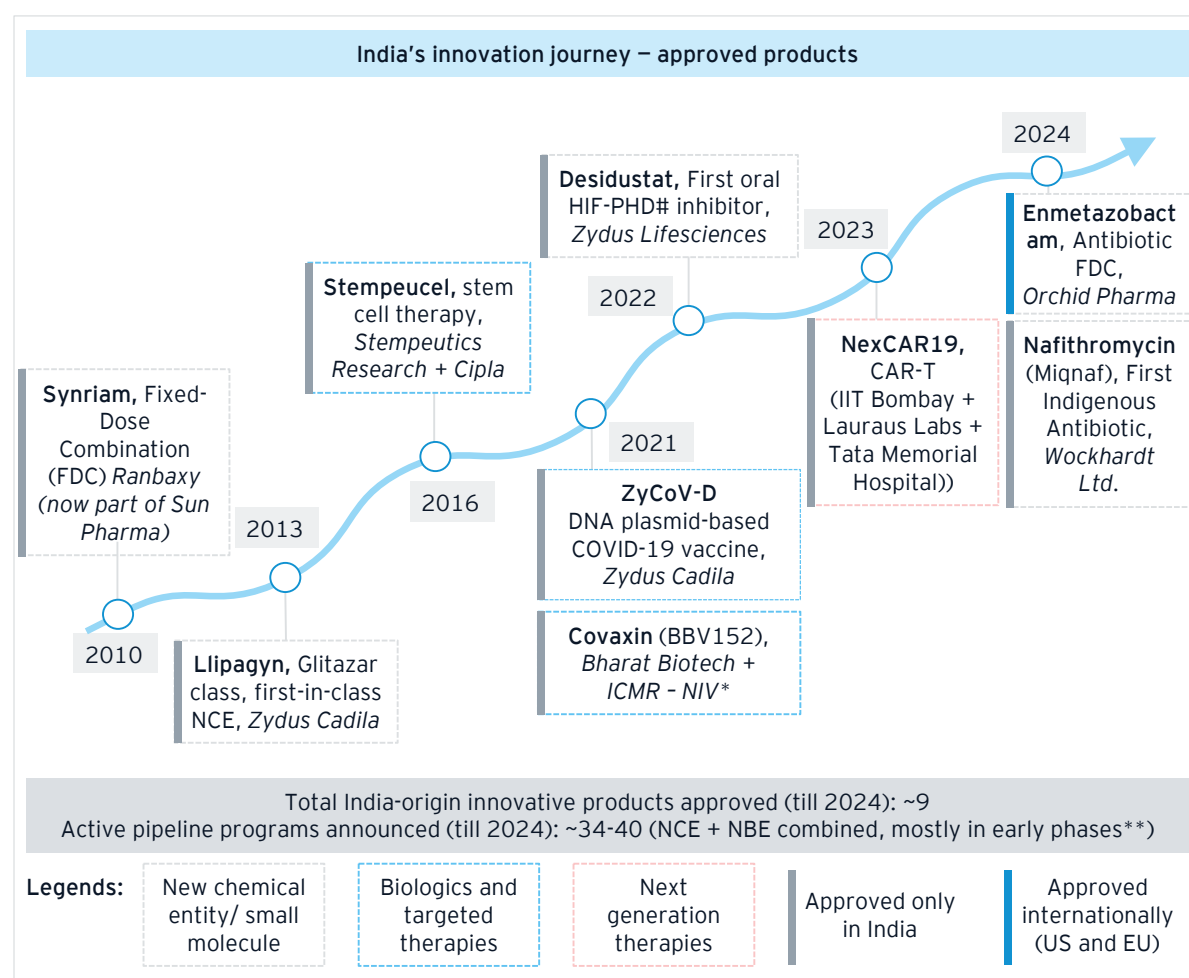 India's innovation journey – approved products
2010
Synriam, Fixed-
Dose
Combination
(FDC) Ranbaxy
(now part of Sun
Pharma)
2013
Llipagyn, Glitazar
class, first-in-class
NCE, Zydus Cadila
2016
Stempeucel, stem
cell therapy,
Stempeutics
Research + Cipla
2021
ZyCoV-D
DNA plasmid-based
COVID-19 vaccine,
Zydus Cadila
Covaxin (BBV152),
Bharat Biotech +
ICMR – NIV*
2022
Desidustat, First oral
HIF-PHD# inhibitor,
Zydus Lifesciences
2023
NexCAR19,
CAR-T
(IIT Bombay +
Lauraus Labs +
Tata Memorial
Hospital))
2024
Enmetazobact
am, Antibiotic
FDC,
Orchid Pharma
Nafithromycin
(Miqnaf), First
Indigenous
Antibiotic,
Wockhardt
Ltd.
Total India-origin innovative products approved (till 2024): ~9
Active pipeline programs announced (till 2024): ~34-40 (NCE + NBE combined, mostly in early phases**)
Legends:
New chemical
entity/ small
molecule
Biologics and
targeted
therapies
Next
generation
therapies
Approved only
in India
Approved
internationally
(US and EU)